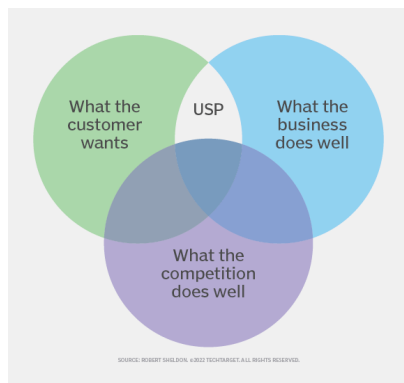 What the
customer
wants
USP
What the
business
does well
What the
competition
does well
SOURCE: ROBERT SHELDON. ©2022 TECHTARGET. ALL RIGHTS RESERVED.